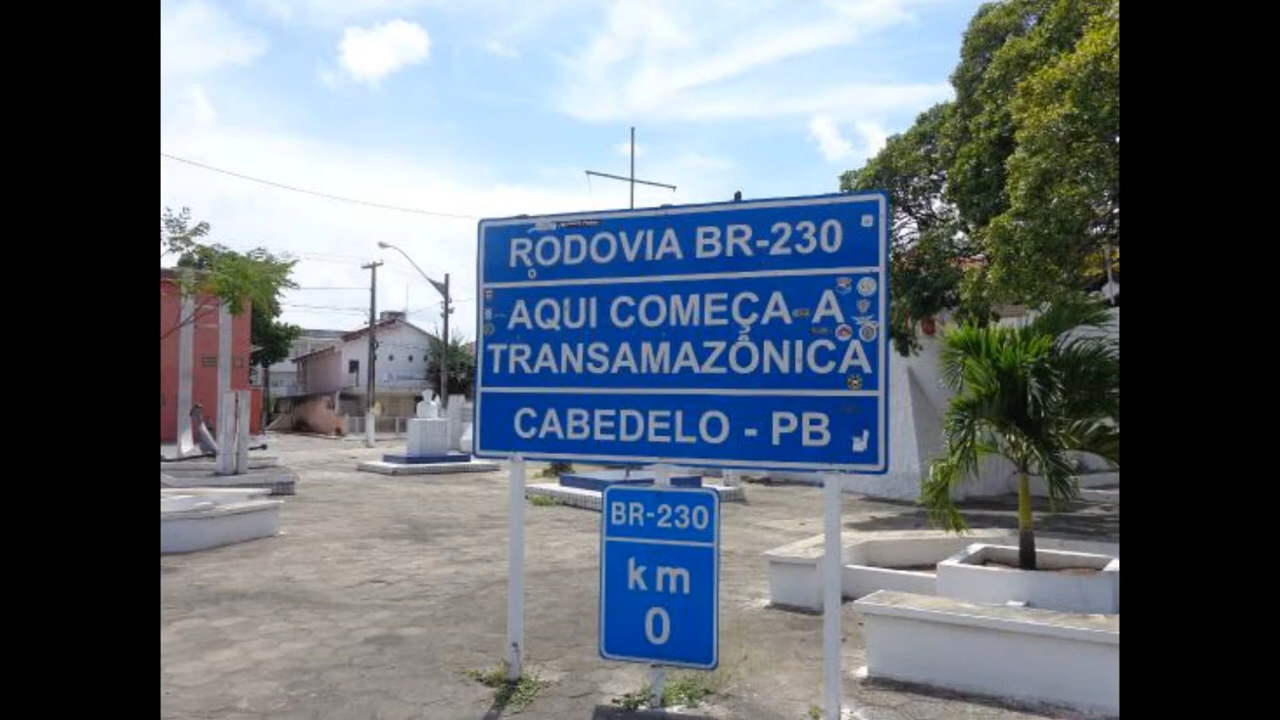 RODOVIA BR-230
AQUI COMEÇA A
TRANSAMAZÔNICA
CABEDELO - PB
BR-230
km
0